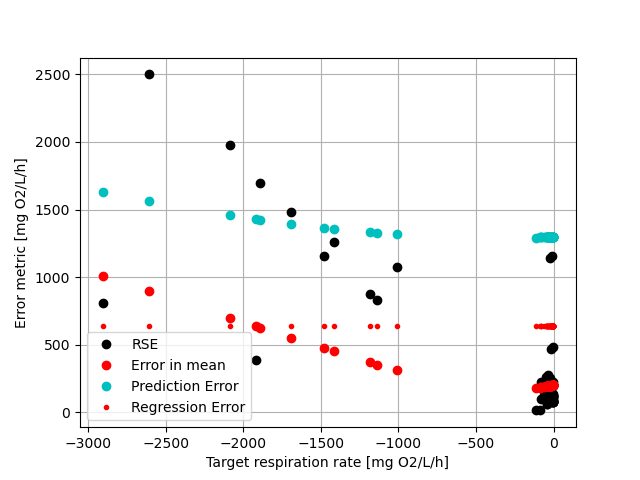 2500
2000
1500
1000
500
0
Error metric [mg O2/L/h]
RSE
Error in mean
Prediction Error
Regression Error
−3000 −2500 −2000 −1500 −1000 −500 0
Target respiration rate [mg O2/L/h]